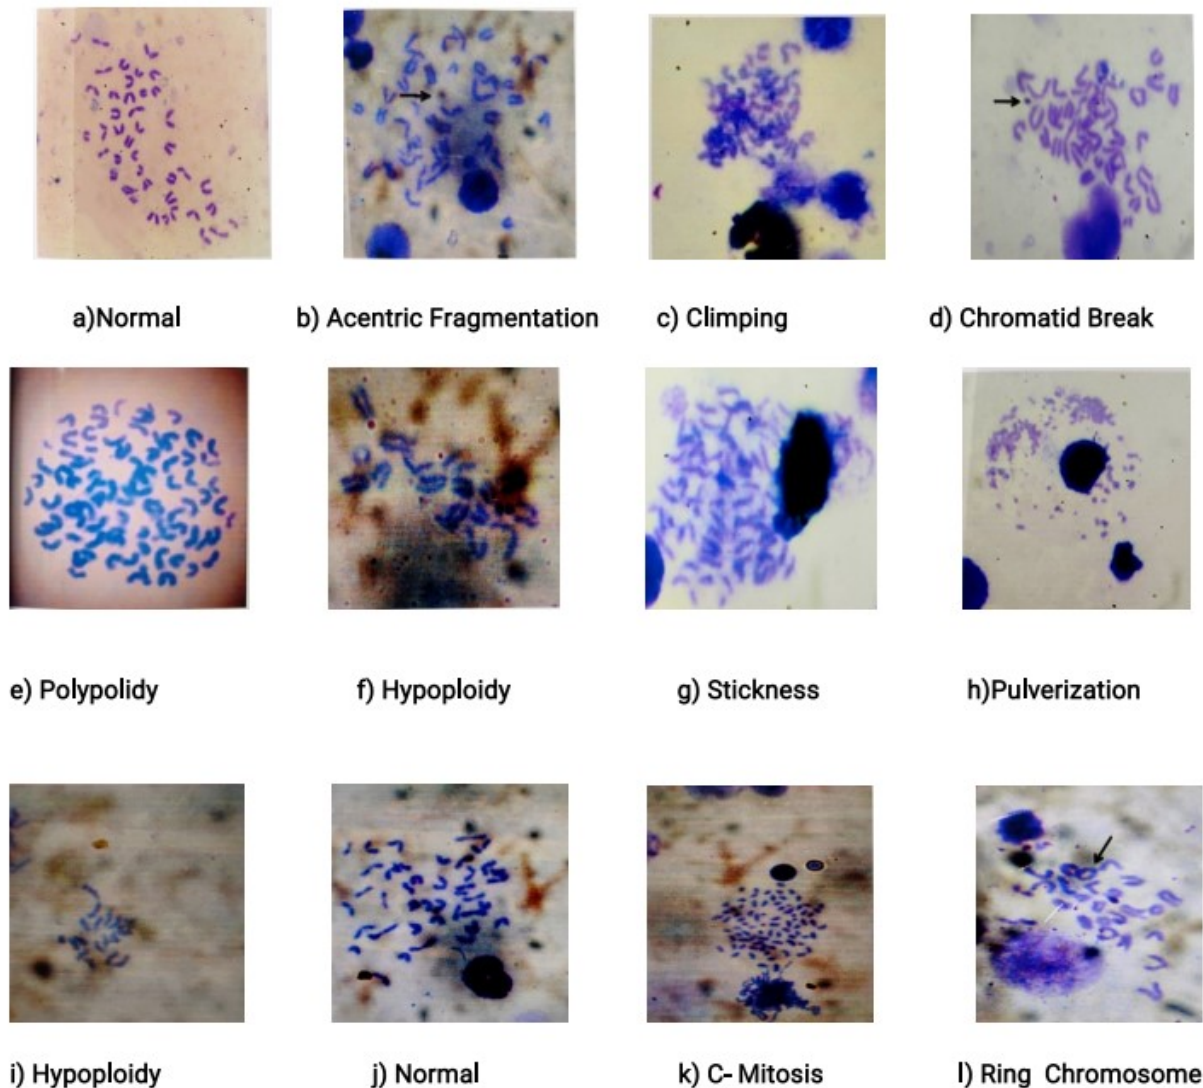 a)Normal
b) Acentric Fragmentation
c) Climping
d) Chromatid Break
e) Polypolidy
f) Hypoploidy
g) Stickness
h)Pulverization
i) Hypoploidy
j) Normal
k) C- Mitosis
l) Ring Chromosome